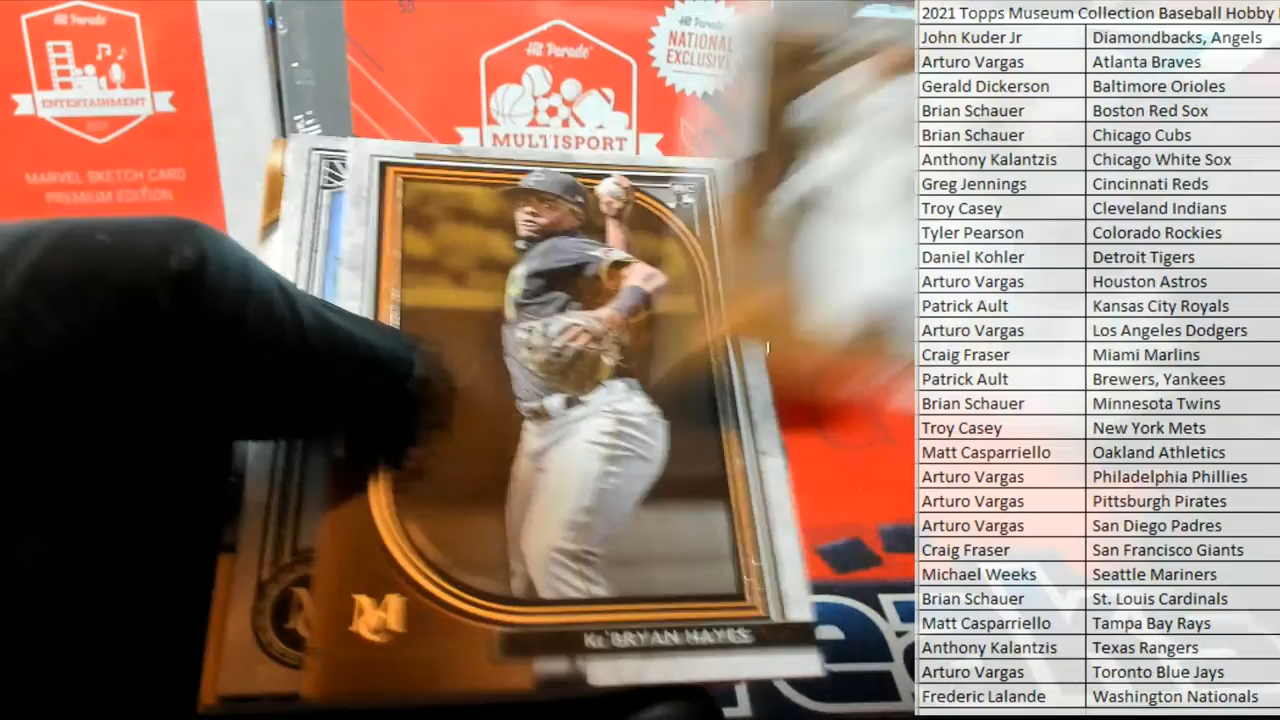 50
Hit Parade
ENTERTAINMENT
2021
MARVEL SKETCH CARD
PREMIUM EDITION
Hit Parade
MULTISPORT
Hit Parade
NATIONAL
EXCLUSIVE
RC
M
KE'BRYAN HAYES
2021 Topps Museum Collection Baseball Hobby
John Kuder Jr Diamondbacks, Angels
Arturo Vargas Atlanta Braves
Gerald Dickerson Baltimore Orioles
Brian Schauer Boston Red Sox
Brian Schauer Chicago Cubs
Anthony Kalantzis Chicago White Sox
Greg Jennings Cincinnati Reds
Troy Casey Cleveland Indians
Tyler Pearson Colorado Rockies
Daniel Kohler Detroit Tigers
Arturo Vargas Houston Astros
Patrick Ault Kansas City Royals
Arturo Vargas Los Angeles Dodgers
Craig Fraser Miami Marlins
Patrick Ault Brewers, Yankees
Brian Schauer Minnesota Twins
Troy Casey New York Mets
Matt Casparriello Oakland Athletics
Arturo Vargas Philadelphia Phillies
Arturo Vargas Pittsburgh Pirates
Arturo Vargas San Diego Padres
Craig Fraser San Francisco Giants
Michael Weeks Seattle Mariners
Brian Schauer St. Louis Cardinals
Matt Casparriello Tampa Bay Rays
Anthony Kalantzis Texas Rangers
Arturo Vargas Toronto Blue Jays
Frederic Lalande Washington Nationals